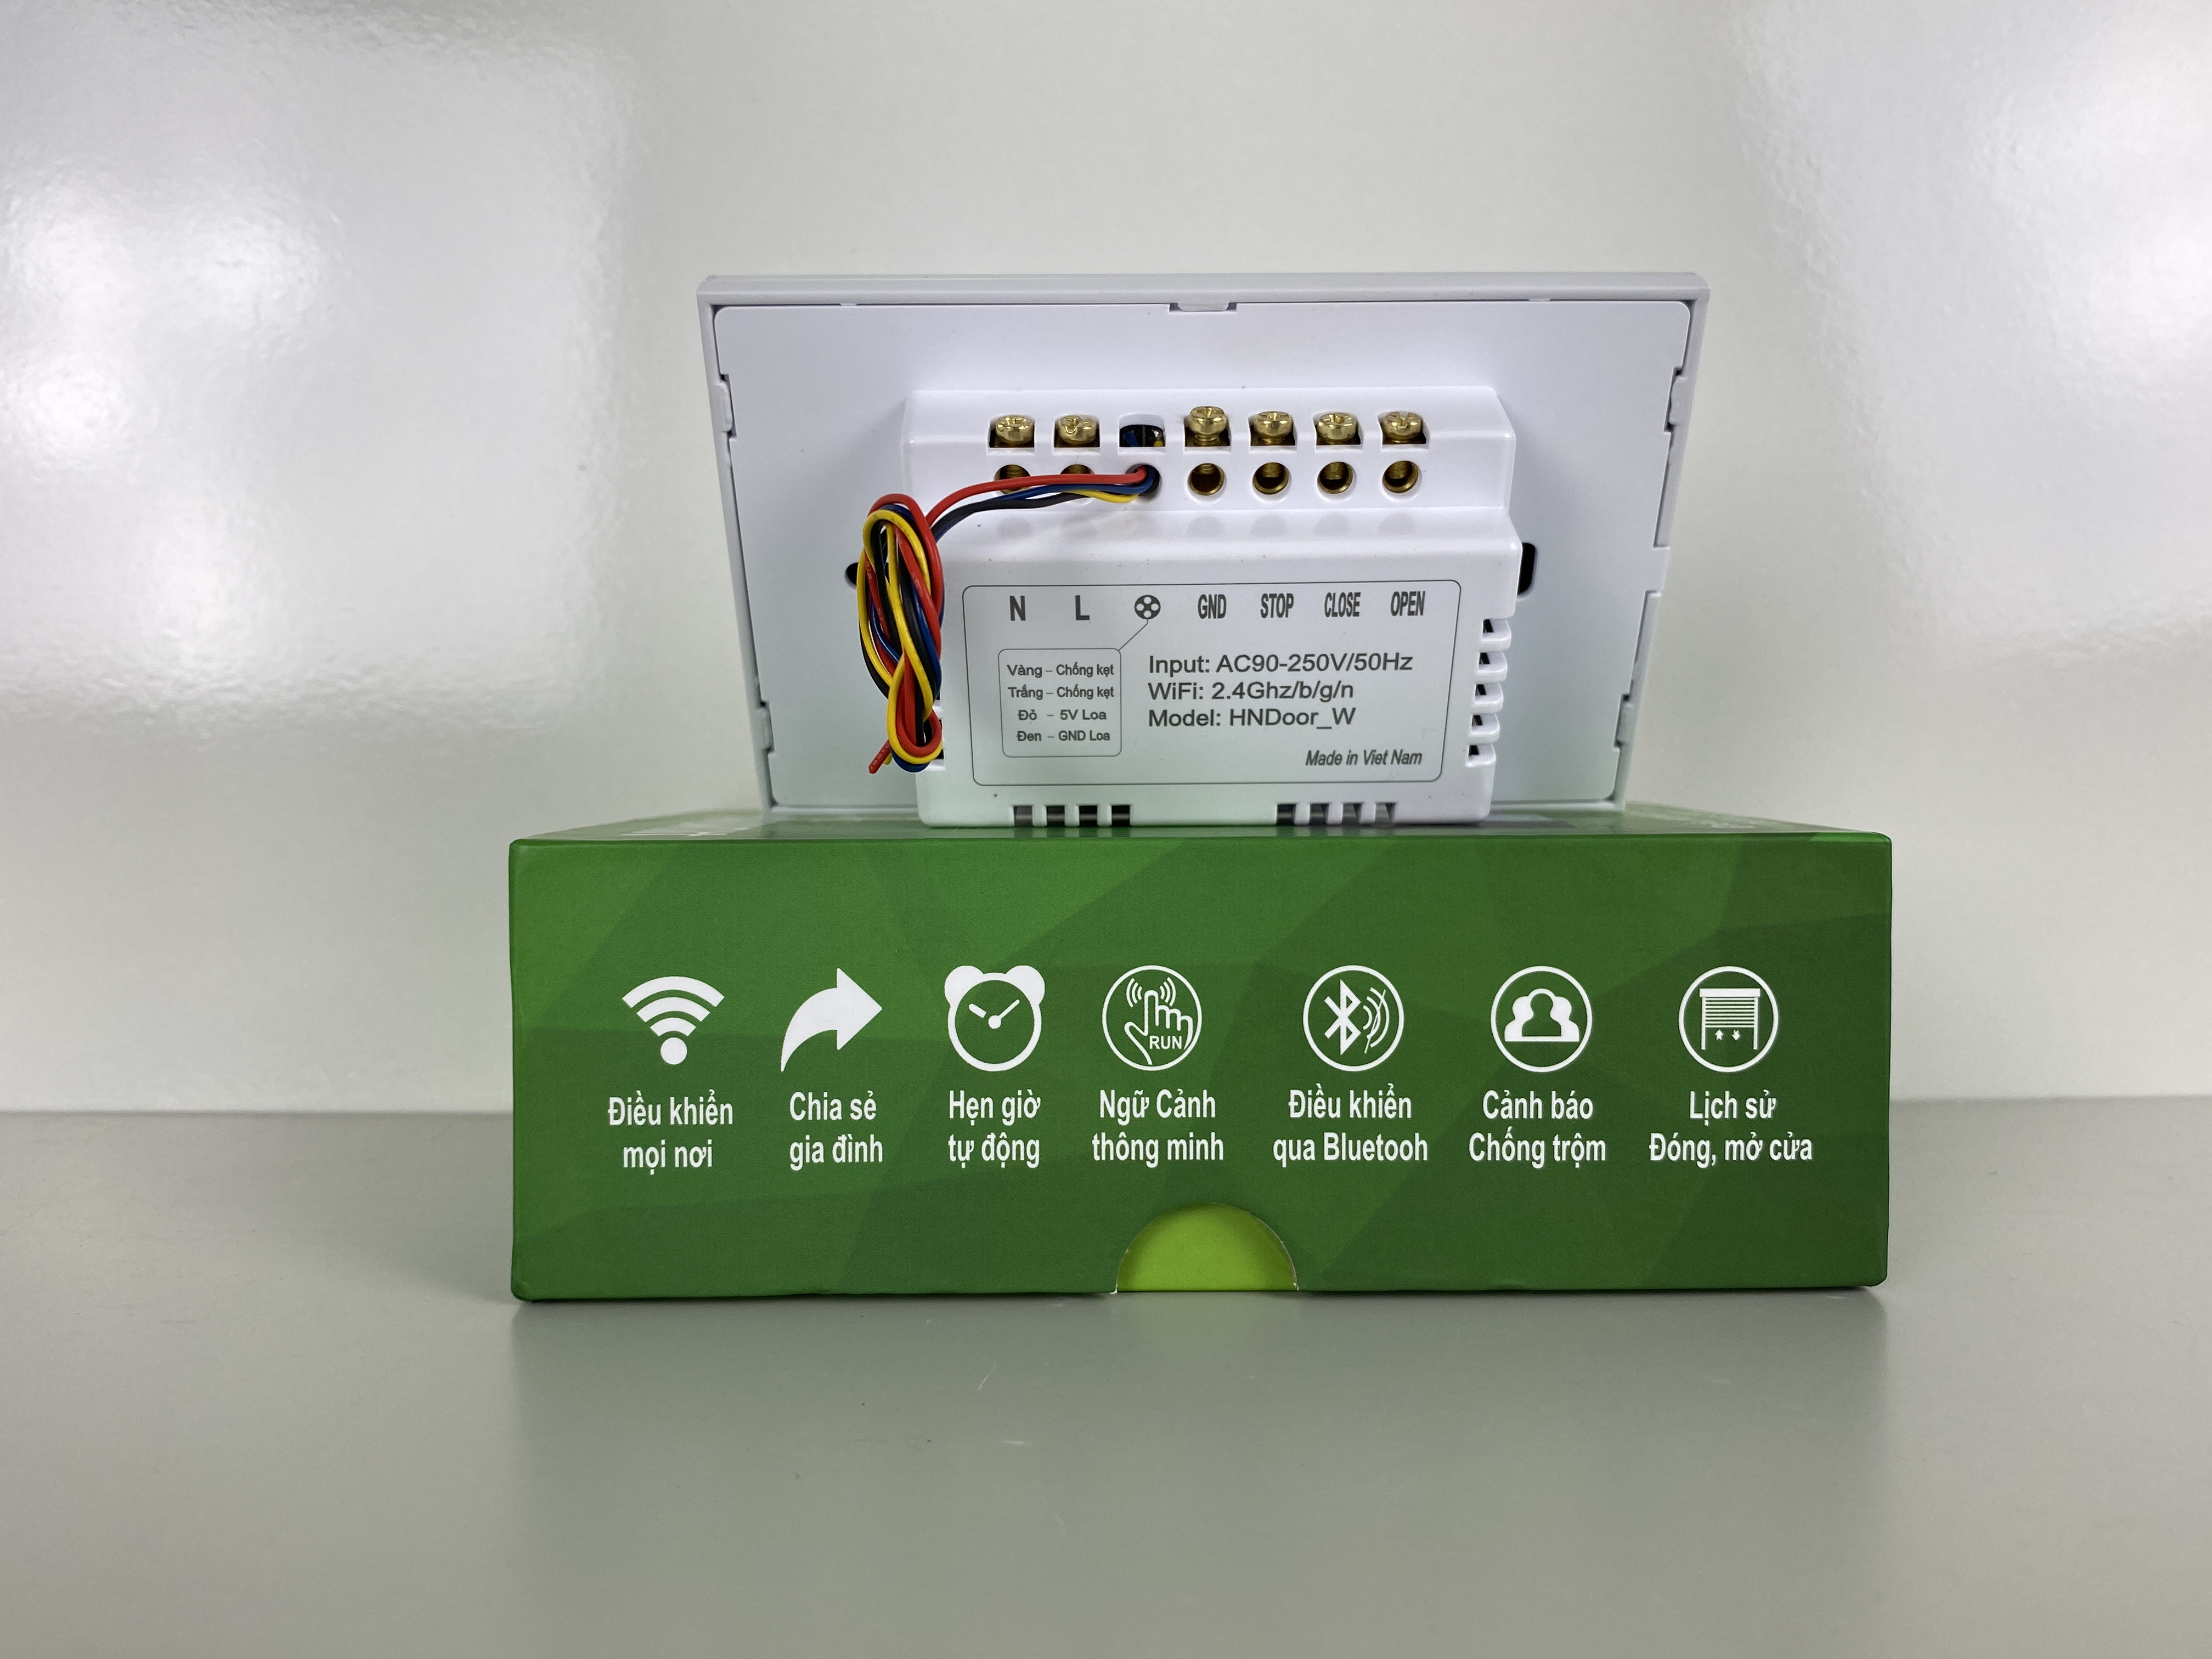 N L GND STOP CLOSE OPEN
Vàng – Chống kẹt
Trắng – Chống kẹt
Đỏ – 5V Loa
Đen – GND Loa
Input: AC90-250V/50Hz
WiFi: 2.4Ghz/b/g/n
Model: HNDoor_W
Made in Viet Nam
RUN
Điều khiển
mọi nơi
Chia sẻ
gia đình
Hẹn giờ
tự động
Ngữ Cảnh
thông minh
Điều khiển
qua Bluetooh
Cảnh báo
Chống trộm
Lịch sử
Đóng, mở cửa